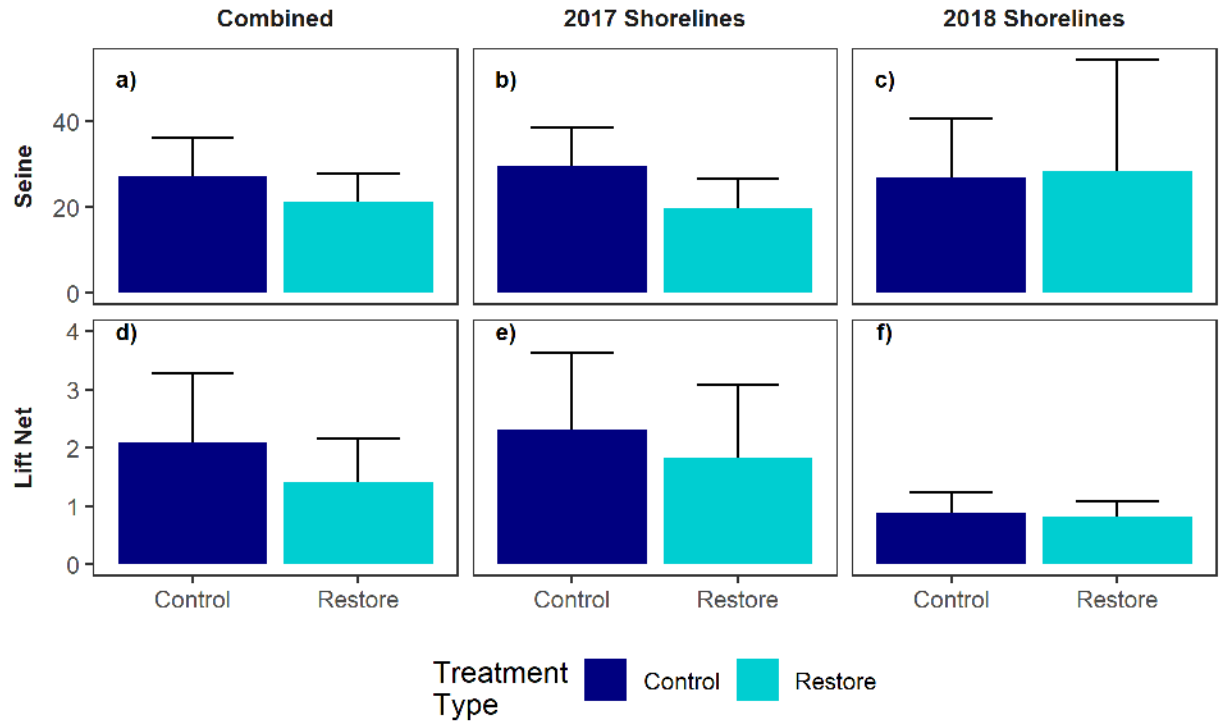 Combined 2017 Shorelines 2018 Shorelines
a) b) c)
Seine
40
20
0
d) e) f)
Lift Net
4
3
2
1
0
Control Restore Control Restore Control Restore
Treatment
Type
Control Restore